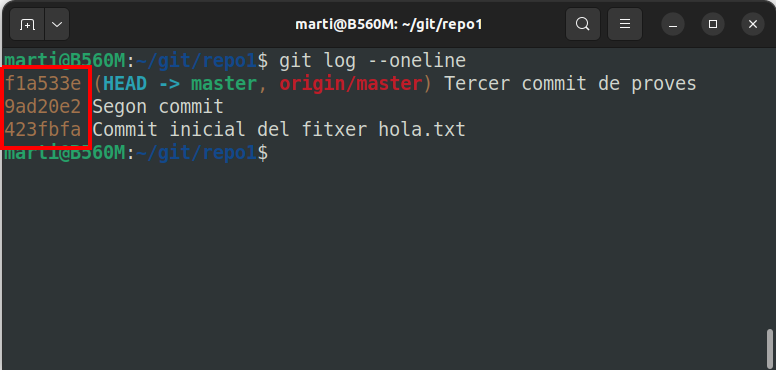 marti@B560M: ~/git/repo1
marti@B560M:~/git/repo1$ git log --oneline
f1a533e (HEAD -> master, origin/master) Tercer commit de proves
9ad20e2 Segon commit
423fbfa Commit inicial del fitxer hola.txt
marti@B560M:~/git/repo1$